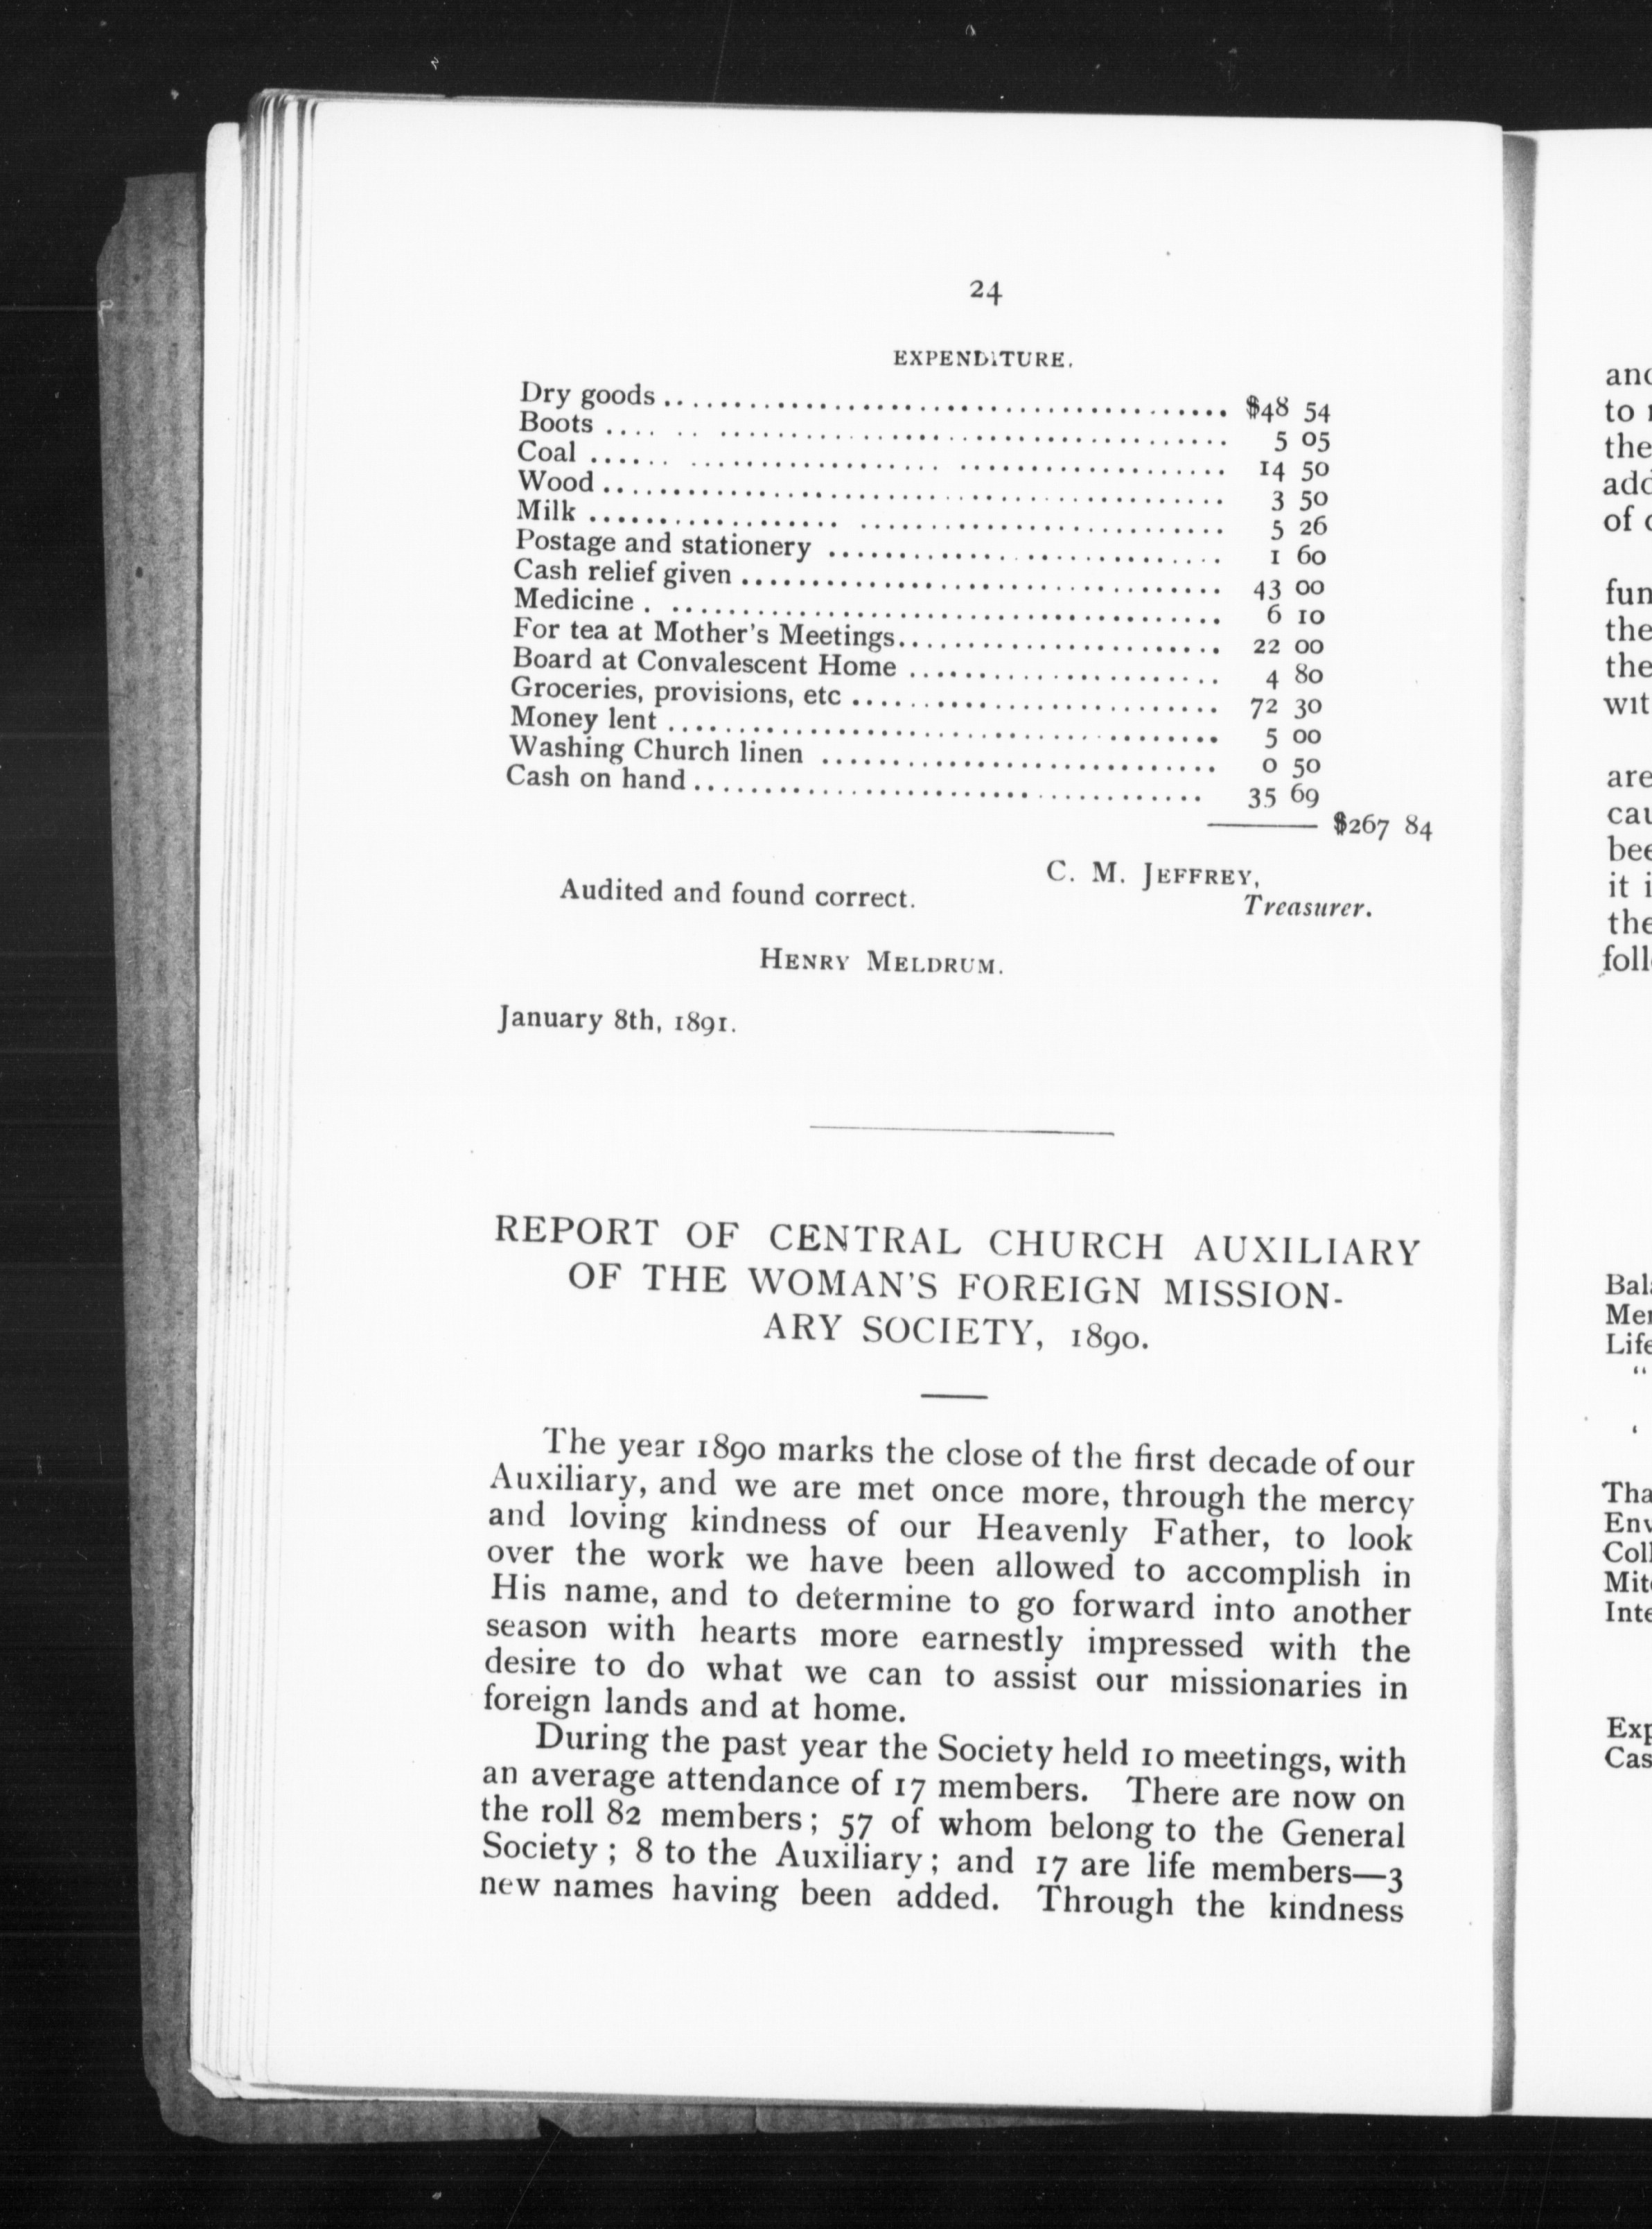 24
EXPENDITURE.
Dry goods ........................................ $48 54
Boots ........................................ 5 05
Coal ........................................ 14 50
Wood ........................................ 3 50
Milk ........................................ 5 26
Postage and stationery ............................ 1 60
Cash relief given .................................. 43 00
Medicine . ........................................ 6 10
For tea at Mother's Meetings........................ 22 00
Board at Convalescent Home ...................... 4 80
Groceries, provisions, etc .......................... 72 30
Money lent ........................................ 5 00
Washing Church linen ............................ 0 50
Cash on hand .................................... 35 69
$267 84
C. M. JEFFREY,
Audited and found correct.
Treasurer.
HENRY MELDRUM.
January 8th, 1891.
REPORT OF CENTRAL CHURCH AUXILIARY
OF THE WOMAN'S FOREIGN MISSION-
ARY SOCIETY, 1890.
The year 1890 marks the close of the first decade of our
Auxiliary, and we are met once more, through the mercy
and loving kindness of our Heavenly Father, to look
over the work we have been allowed to accomplish in
His name, and to determine to go forward into another
season with hearts more earnestly impressed with the
desire to do what we can to assist our missionaries in
foreign lands and at home.
During the past year the Society held 10 meetings, with
an average attendance of 17 members. There are now on
the roll 82 members; 57 of whom belong to the General
Society; 8 to the Auxiliary; and 17 are life members—3
new names having been added. Through the kindness
to
the
of
the
the
are
it
the